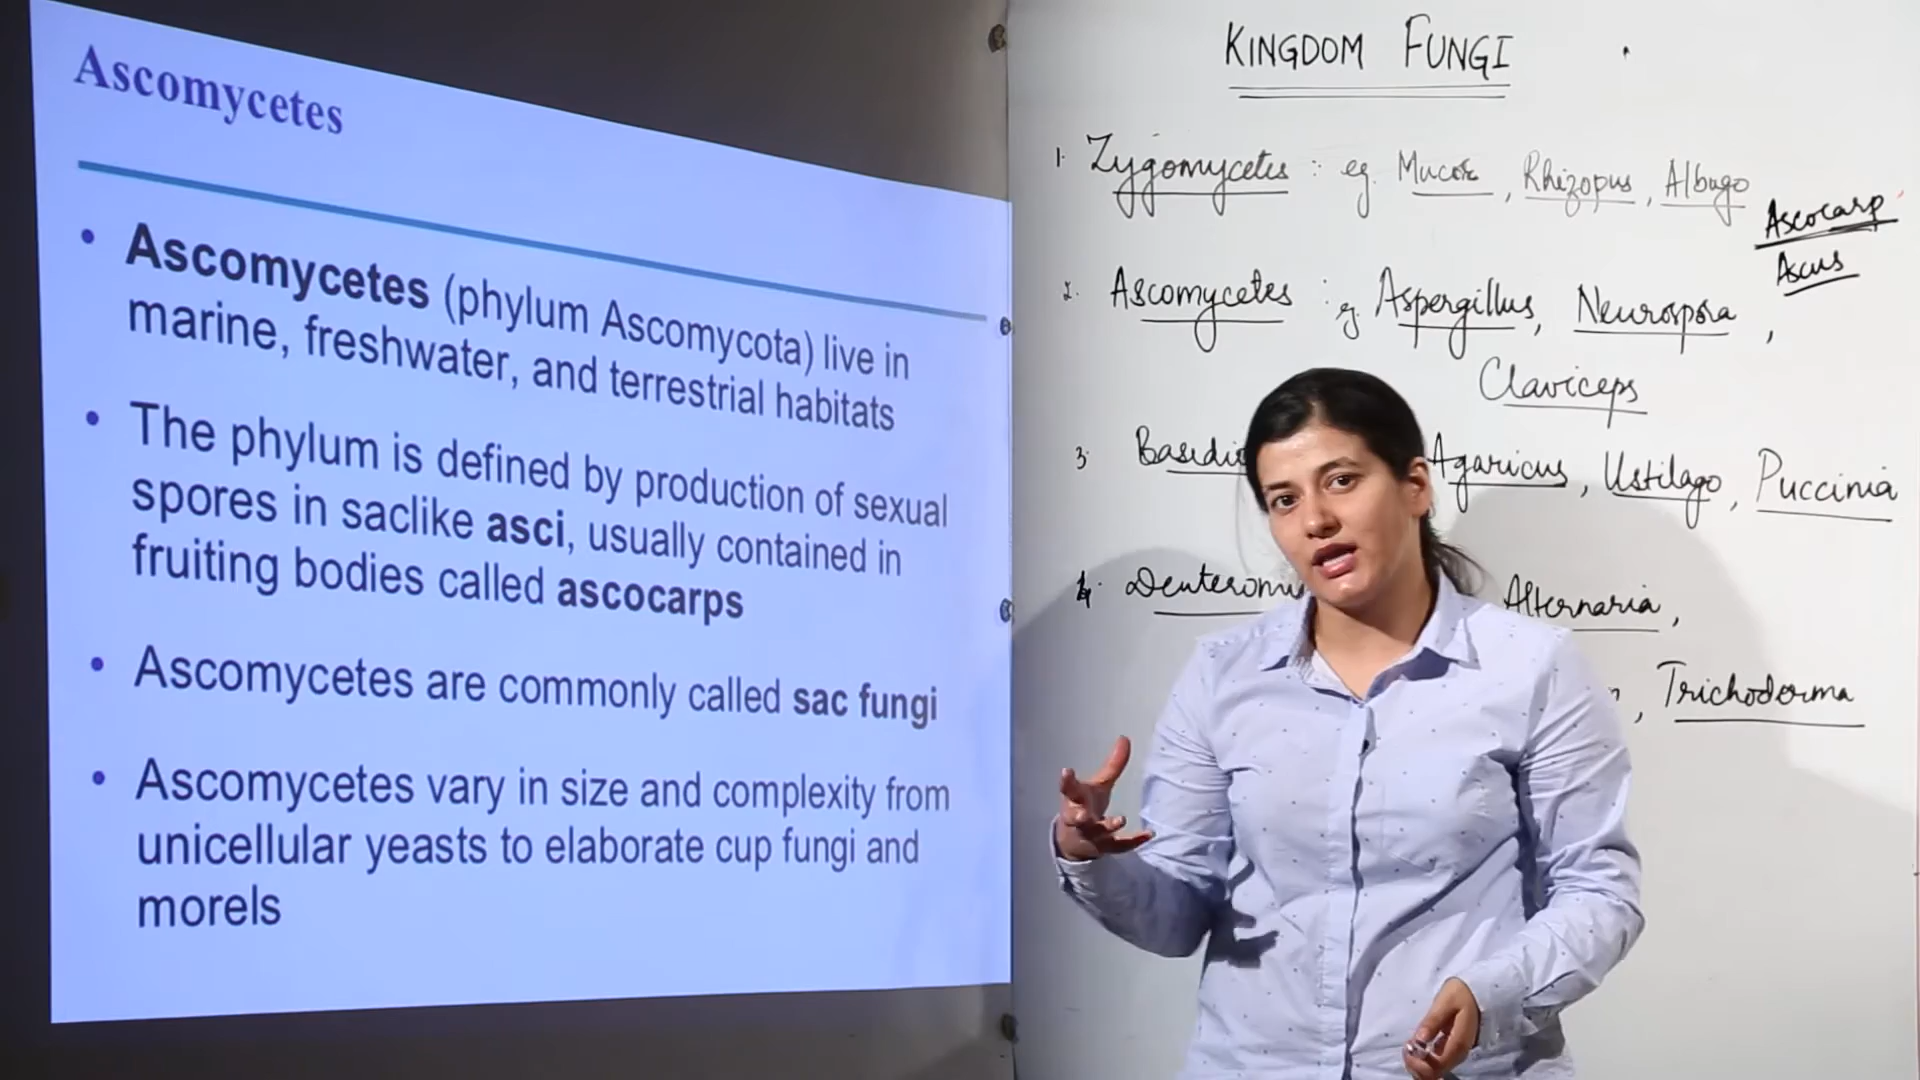 Ascomycetes
• Ascomycetes (phylum Ascomycota) live in
marine, freshwater, and terrestrial habitats
• The phylum is defined by production of sexual
spores in saclike asci, usually contained in
fruiting bodies called ascocarps
• Ascomycetes are commonly called sac fungi
• Ascomycetes vary in size and complexity from
unicellular yeasts to elaborate cup fungi and
morels
KINGDOM FUNGI
1. Zygomycetes : eg. Mucor, Rhizopus, Albugo
Ascocarp
Ascus
2. Ascomycetes : eg. Aspergillus, Neurospora,
Claviceps
3. Basidio Agaricus, Ustilago, Puccinia
4. Deuteromy Alternaria,
, Trichoderma